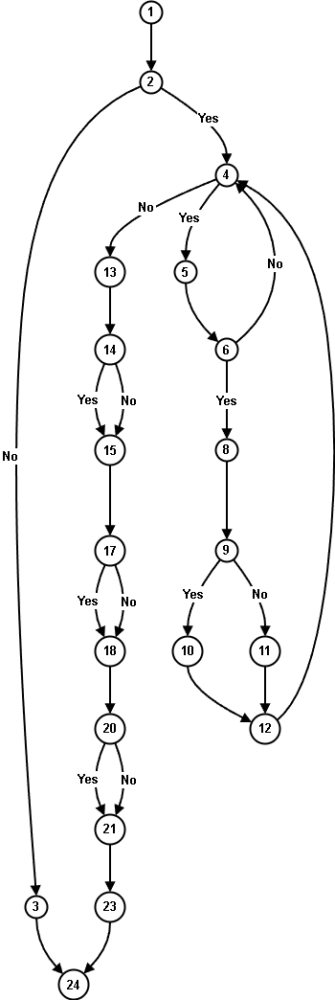 1
2
Yes
4
No
Yes
No
13
5
14
6
Yes
No
Yes
15
8
No
17
9
Yes
No
Yes
No
18
10
11
20
12
Yes
No
21
3
23
24